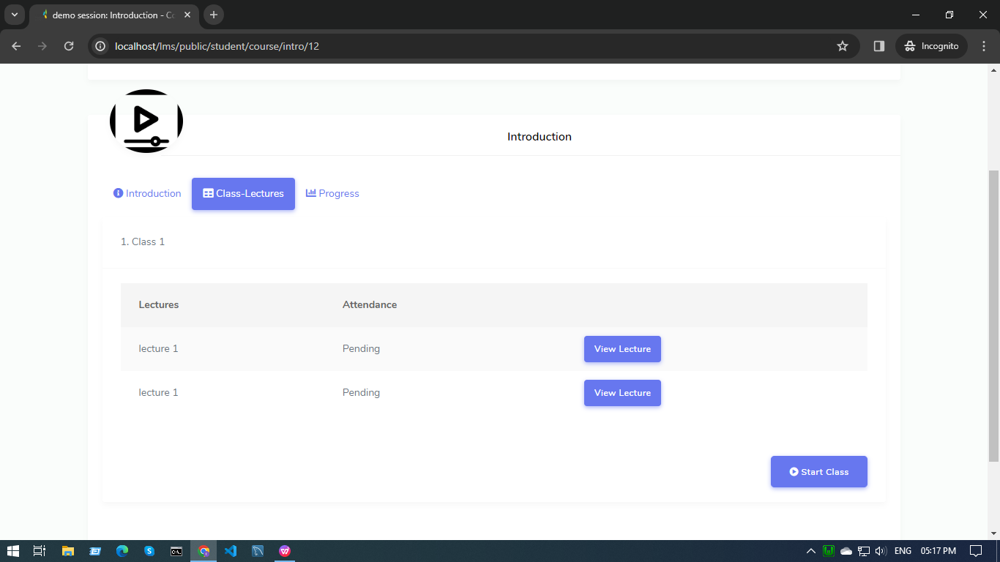 demo session: Introduction - Co
localhost/lms/public/student/course/intro/12
Incognito
Introduction
Introduction
Class-Lectures
Progress
1. Class 1
Lectures Attendance
lecture 1 Pending View Lecture
lecture 1 Pending View Lecture
Start Class
ENG 05:17 PM